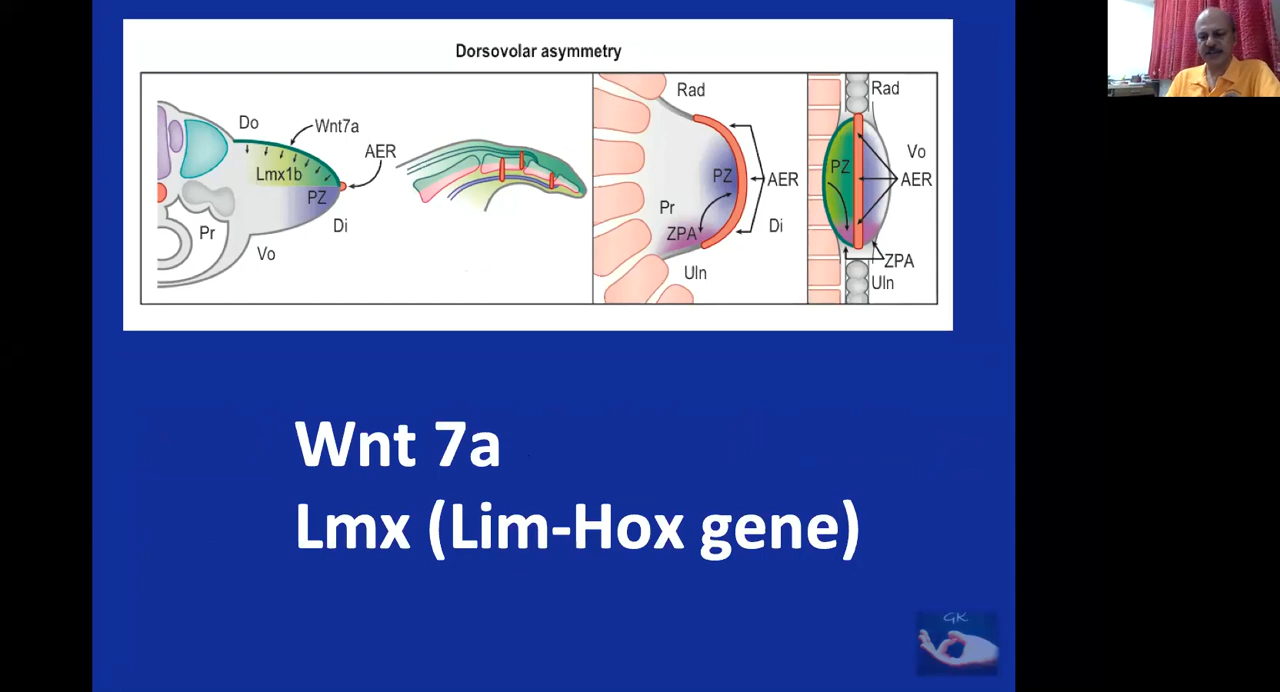 Dorsovolar asymmetry
Do
Wnt7a
AER
Lmx1b
PZ
Di
Pr
Vo
Rad
PZ
AER
Pr
ZPA
Di
Uln
Rad
Vo
PZ
AER
ZPA
Uln
Wnt 7a
Lmx (Lim-Hox gene)
GK